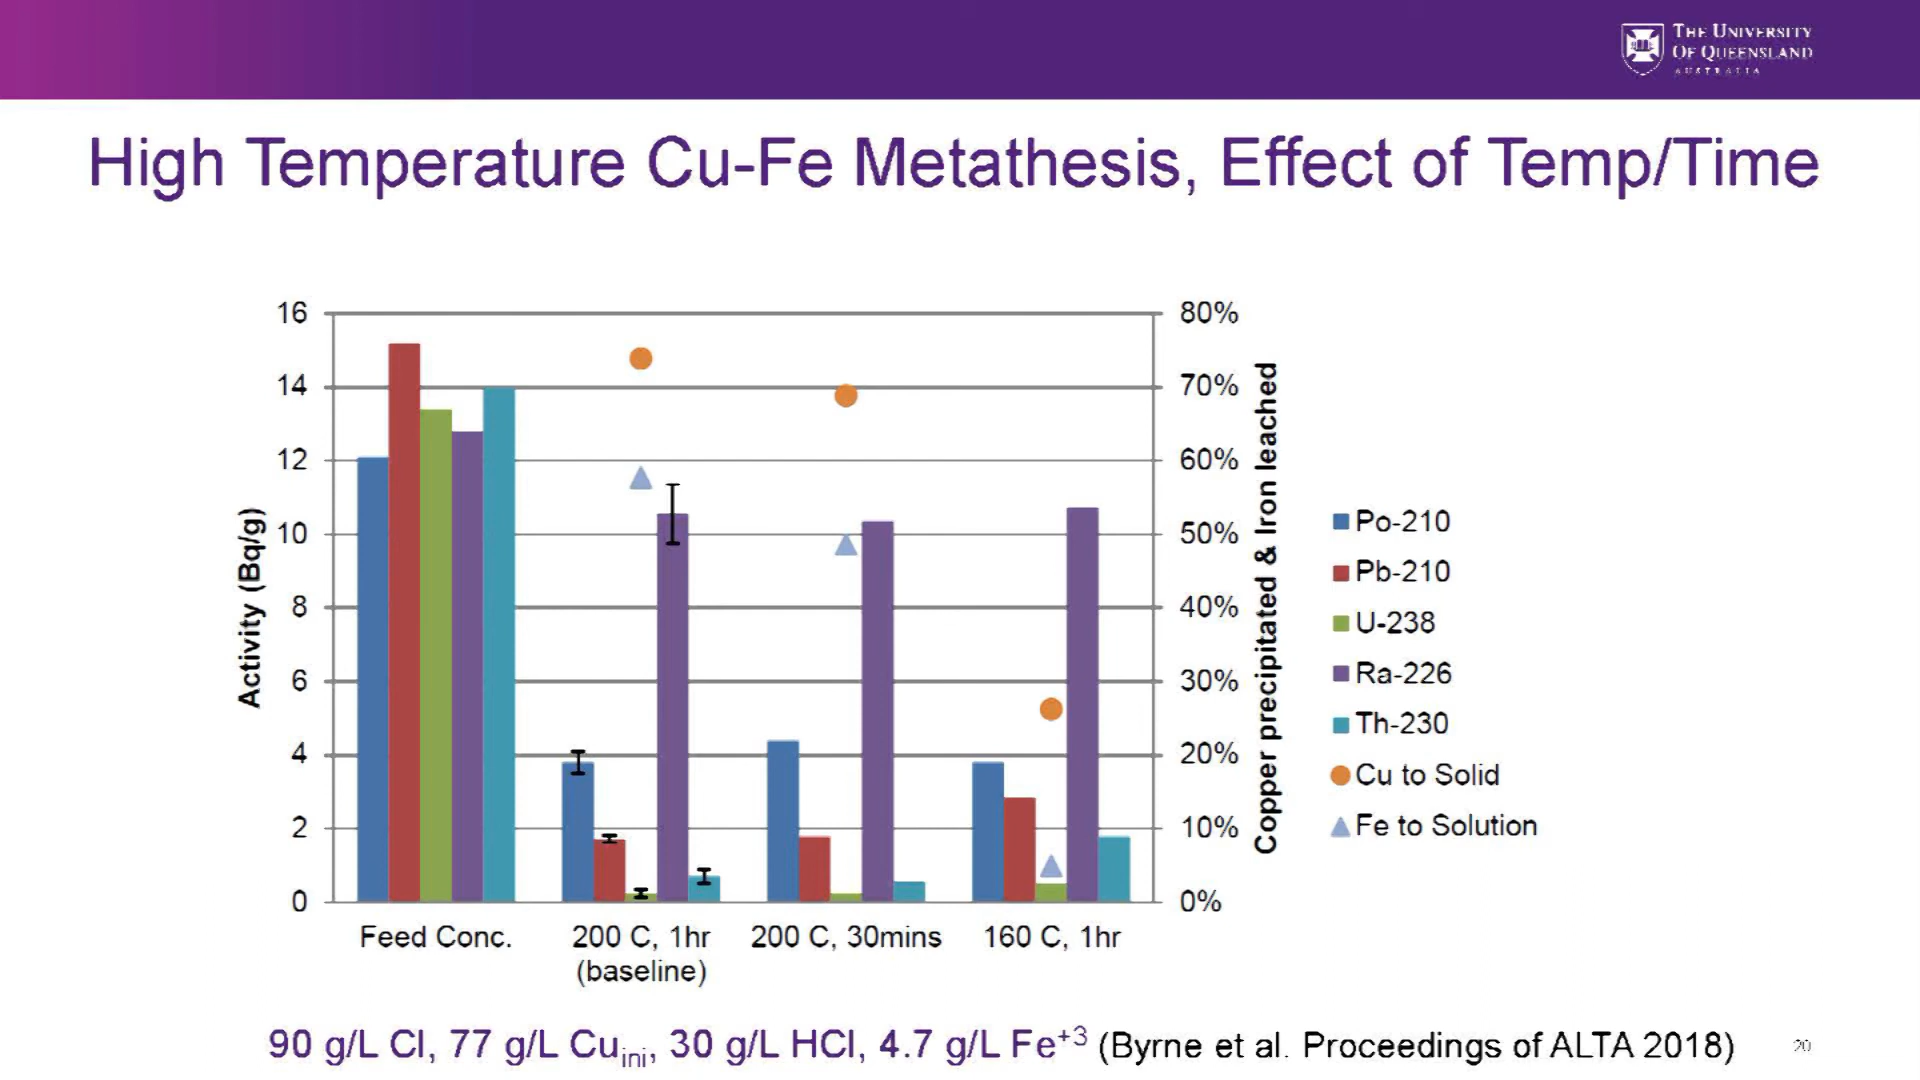 THE UNIVERSITY
OF QUEENSLAND
AUSTRALIA
High Temperature Cu-Fe Metathesis, Effect of Temp/Time
16
14
12
10
8
6
4
2
0
Activity (Bq/g)
80%
70%
60%
50%
40%
30%
20%
10%
0%
Copper precipitated & Iron leached
Po-210
Pb-210
U-238
Ra-226
Th-230
Cu to Solid
Fe to Solution
Feed Conc.
200 C, 1hr
(baseline)
200 C, 30mins
160 C, 1hr
90 g/L Cl, 77 g/L Cuini, 30 g/L HCl, 4.7 g/L Fe+3 (Byrne et al. Proceedings of ALTA 2018)
20